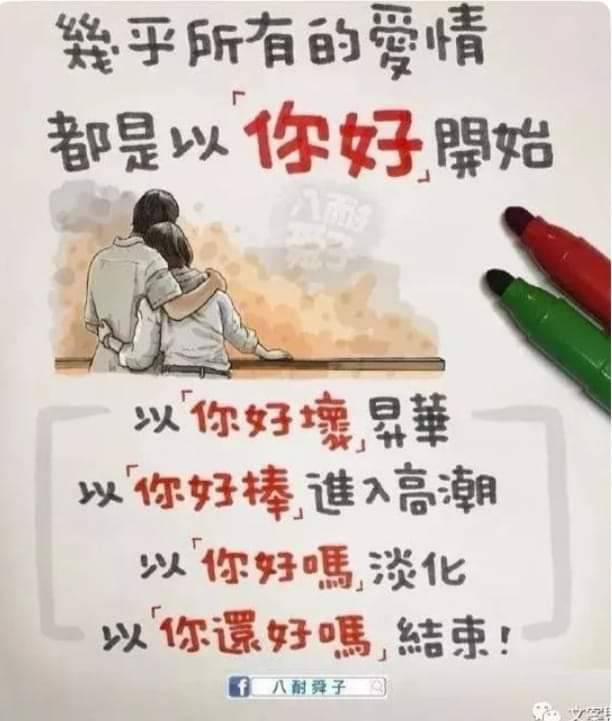 幾乎所有的愛情
都是以「你好」開始
以「你好壞」昇華
以「你好棒」進入高潮
以「你好嗎」淡化
以「你還好嗎」結束!
八耐舜子